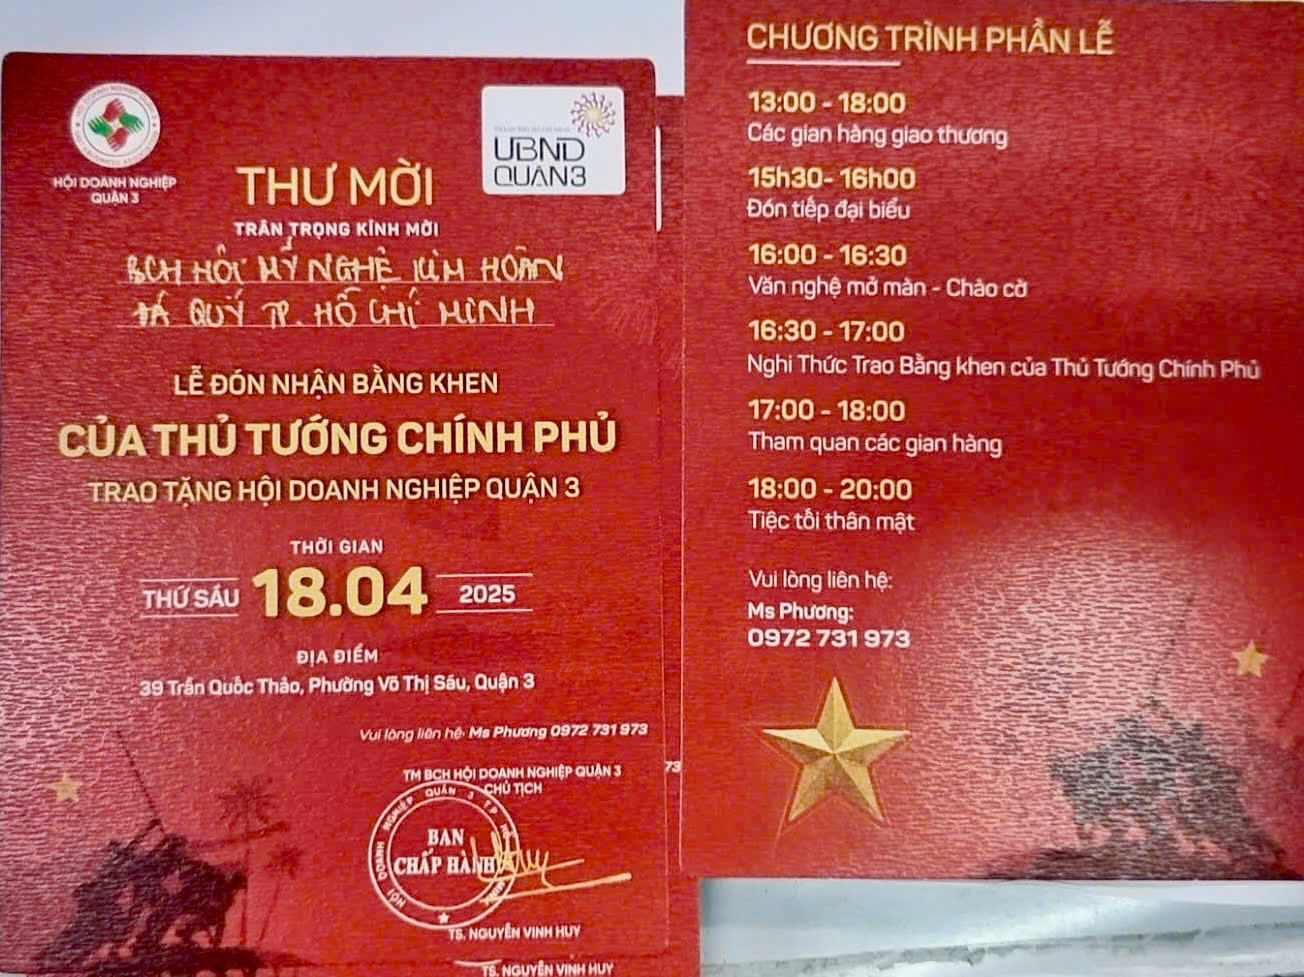 HỘI DOANH NGHIỆP
QUẬN 3
UBND
QUẬN3
THƯ MỜI
TRÂN TRỌNG KÍNH MỜI
BCH HỘI MỸ NGHỆ KIM HOÀN
ĐÁ QUÝ TP. HỒ CHÍ MINH
LỄ ĐÓN NHẬN BẰNG KHEN
CỦA THỦ TƯỚNG CHÍNH PHỦ
TRAO TẶNG HỘI DOANH NGHIỆP QUẬN 3
THỜI GIAN
THỨ SÁU 18.04 2025
ĐỊA ĐIỂM
39 Trần Quốc Thảo, Phường Võ Thị Sáu, Quận 3
Vui lòng liên hệ: Ms Phương 0972 731 973
TM BCH HỘI DOANH NGHIỆP QUẬN 3
CHỦ TỊCH
HỘI DOANH NGHIỆP QUẬN 3 T.P
BAN
CHẤP HÀNH
TS. NGUYỄN VINH HUY
TS. NGUYỄN VINH HUY
73
CHƯƠNG TRÌNH PHẦN LỄ
13:00 - 18:00
Các gian hàng giao thương
15h30- 16h00
Đón tiếp đại biểu
16:00 - 16:30
Văn nghệ mở màn - Chào cờ
16:30 - 17:00
Nghi Thức Trao Bằng khen của Thủ Tướng Chính Phủ
17:00 - 18:00
Tham quan các gian hàng
18:00 - 20:00
Tiệc tối thân mật
Vui lòng liên hệ:
Ms Phương:
0972 731 973